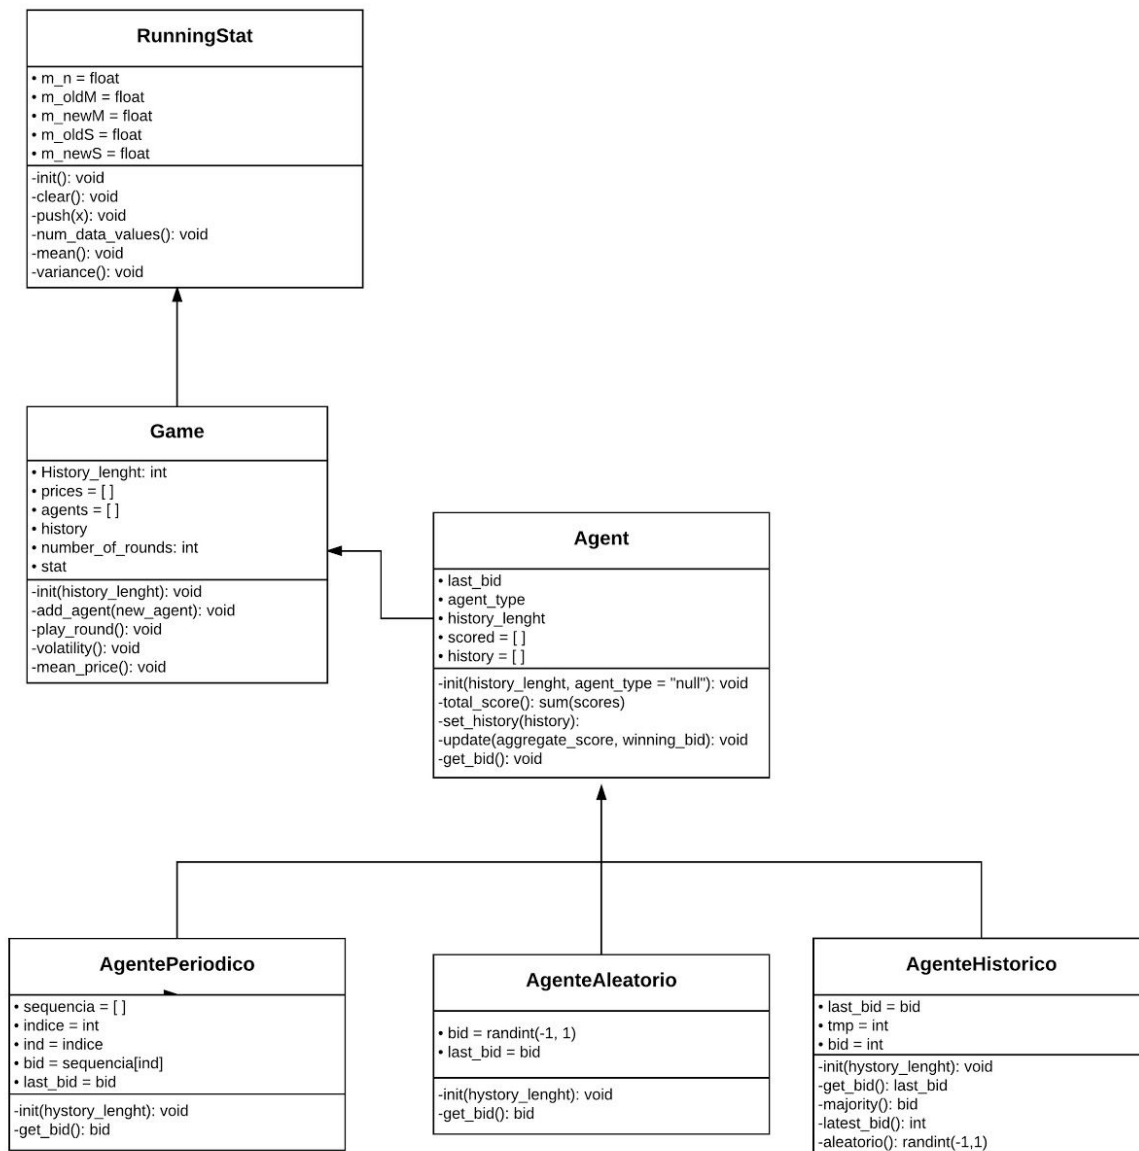 RunningStat
• m_n = float
• m_oldM = float
• m_newM = float
• m_oldS = float
• m_newS = float
-init(): void
-clear(): void
-push(x): void
-num_data_values(): void
-mean(): void
-variance(): void
Game
• History_lenght: int
• prices = [ ]
• agents = [ ]
• history
• number_of_rounds: int
• stat
-init(history_lenght): void
-add_agent(new_agent): void
-play_round(): void
-volatility(): void
-mean_price(): void
Agent
• last_bid
• agent_type
• history_lenght
• scored = [ ]
• history = [ ]
-init(history_lenght, agent_type = "null"): void
-total_score(): sum(scores)
-set_history(history):
-update(aggregate_score, winning_bid): void
-get_bid(): void
AgentePeriodico
• sequencia = [ ]
• indice = int
• ind = indice
• bid = sequencia[ind]
• last_bid = bid
-init(hystory_lenght): void
-get_bid(): bid
AgenteAleatorio
• bid = randint(-1, 1)
• last_bid = bid
-init(hystory_lenght): void
-get_bid(): bid
AgenteHistorico
• last_bid = bid
• tmp = int
• bid = int
-init(hystory_lenght): void
-get_bid(): last_bid
-majority(): bid
-latest_bid(): int
-aleatorio(): randint(-1,1)